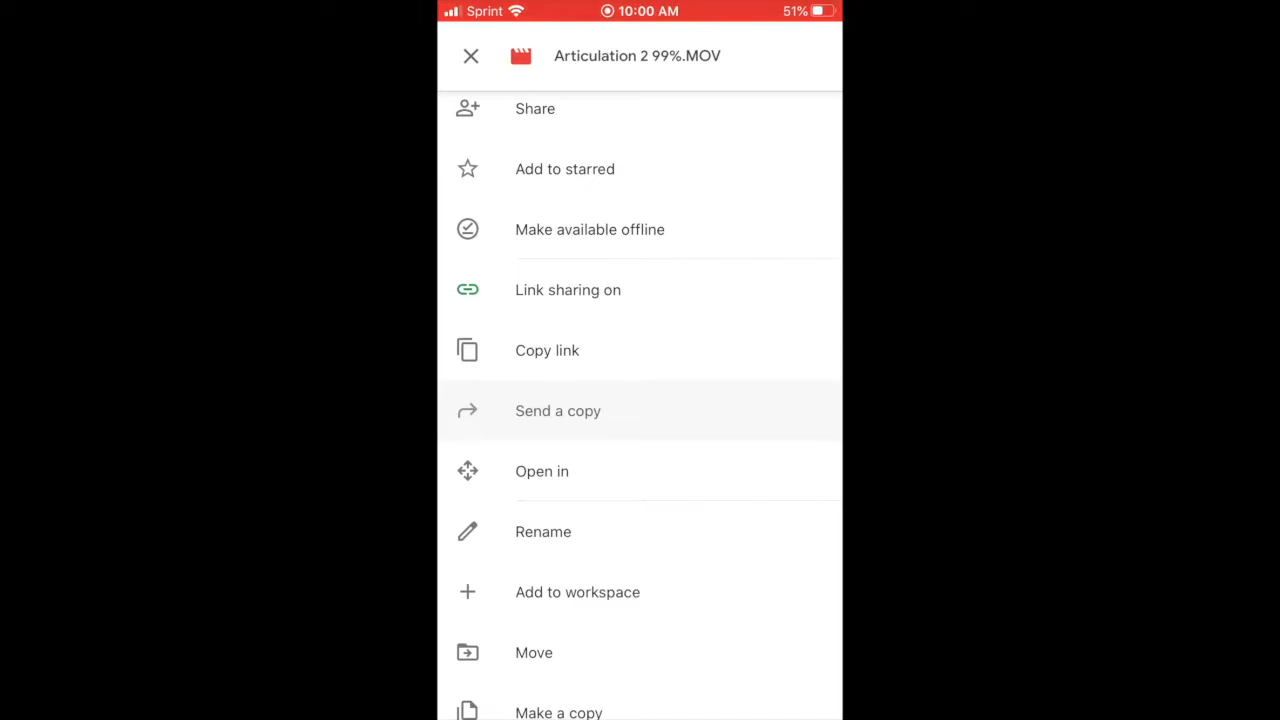 Sprint 10:00 AM 51%
Articulation 2 99%.MOV
Share
Add to starred
Make available offline
Link sharing on
Copy link
Send a copy
Open in
Rename
Add to workspace
Move
Make a copy